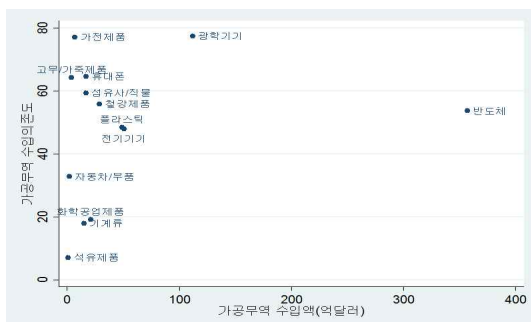 80
60
40
20
0
가공무역 수입의존도
가전제품
광학기기
고무/가죽제품
휴대폰
섬유사/직물
철강제품
반도체
플라스틱
전기기기
자동차/부품
화학공업제품
기계류
석유제품
0
100
200
300
400
가공무역 수입액(억달러)